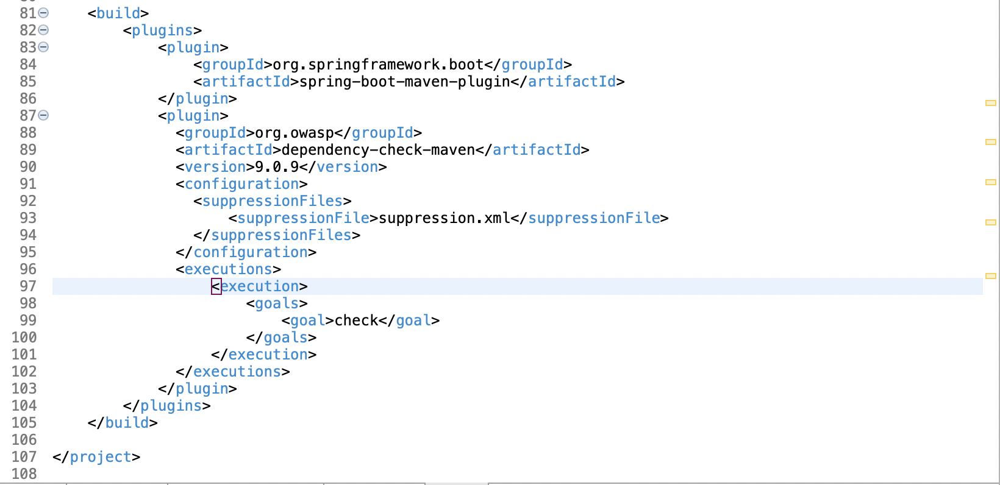 81 <build>
82 <plugins>
83 <plugin>
84 <groupId>org.springframework.boot</groupId>
85 <artifactId>spring-boot-maven-plugin</artifactId>
86 </plugin>
87 <plugin>
88 <groupId>org.owasp</groupId>
89 <artifactId>dependency-check-maven</artifactId>
90 <version>9.0.9</version>
91 <configuration>
92 <suppressionFiles>
93 <suppressionFile>suppression.xml</suppressionFile>
94 </suppressionFiles>
95 </configuration>
96 <executions>
97 <execution>
98 <goals>
99 <goal>check</goal>
100 </goals>
101 </execution>
102 </executions>
103 </plugin>
104 </plugins>
105 </build>
106
107 </project>
108